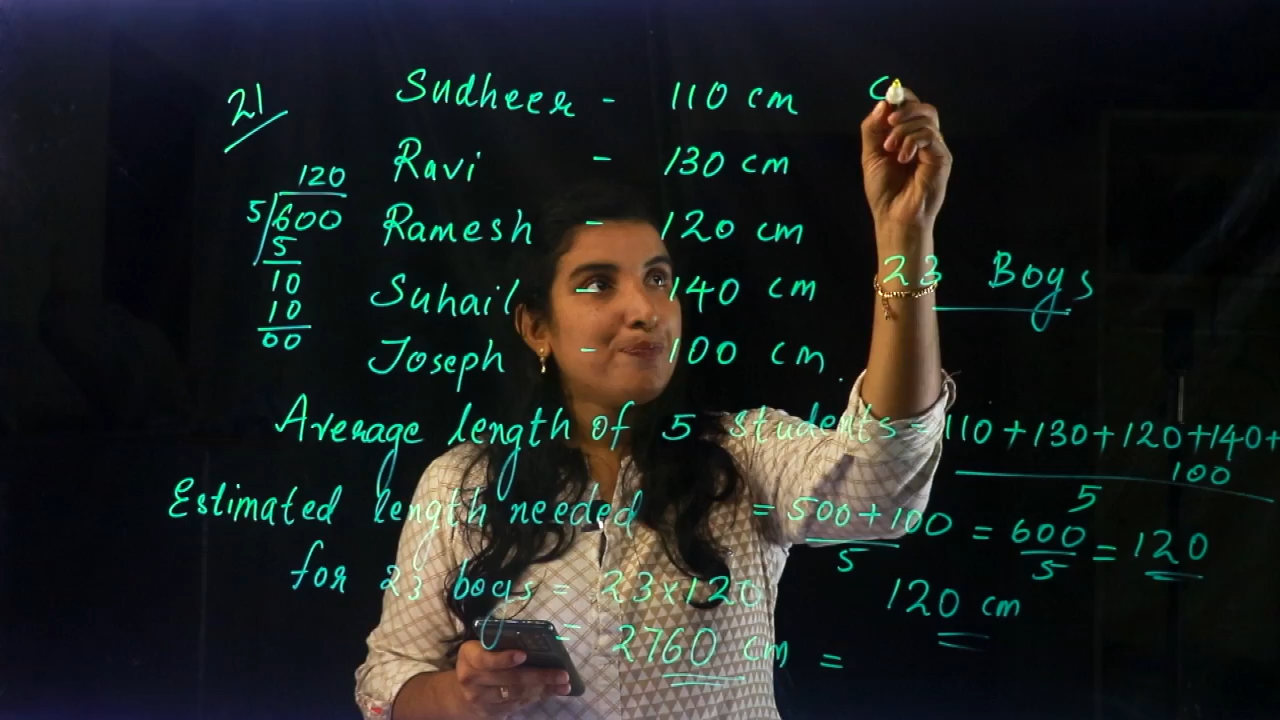 21
Sudheer - 110 cm C
Ravi - 130 cm
Ramesh - 120 cm
Suhail - 140 cm
Joseph - 100 cm.
120
5 600
5
10
10
00
23 Boys
Average length of 5 students = 110+130+120+140+
100
5
Estimated length needed = 500+100 = 600 = 120
5 5
for 23 boys = 23x120
120 cm
= 2760 cm =